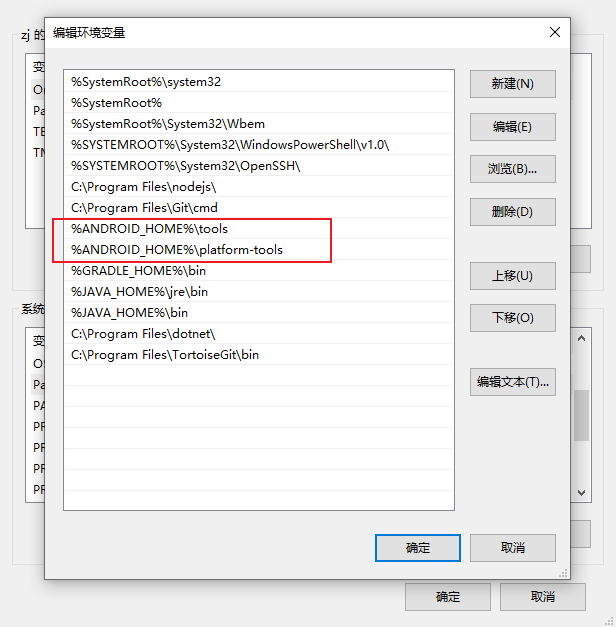 编辑环境变量
zj 的
变
Or
Pa
TE
TM
%SystemRoot%\system32
%SystemRoot%
%SystemRoot%\System32\Wbem
%SYSTEMROOT%\System32\WindowsPowerShell\v1.0\
%SYSTEMROOT%\System32\OpenSSH\
C:\Program Files\nodejs\
C:\Program Files\Git\cmd
%ANDROID_HOME%\tools
%ANDROID_HOME%\platform-tools
%GRADLE_HOME%\bin
%JAVA_HOME%\jre\bin
%JAVA_HOME%\bin
C:\Program Files\dotnet\
C:\Program Files\TortoiseGit\bin
新建(N)
编辑(E)
浏览(B)...
删除(D)
上移(U)
下移(O)
编辑文本(T)...
系统
变
Pa
PA
PR
PR
PR
PR
确定
取消
确定
取消